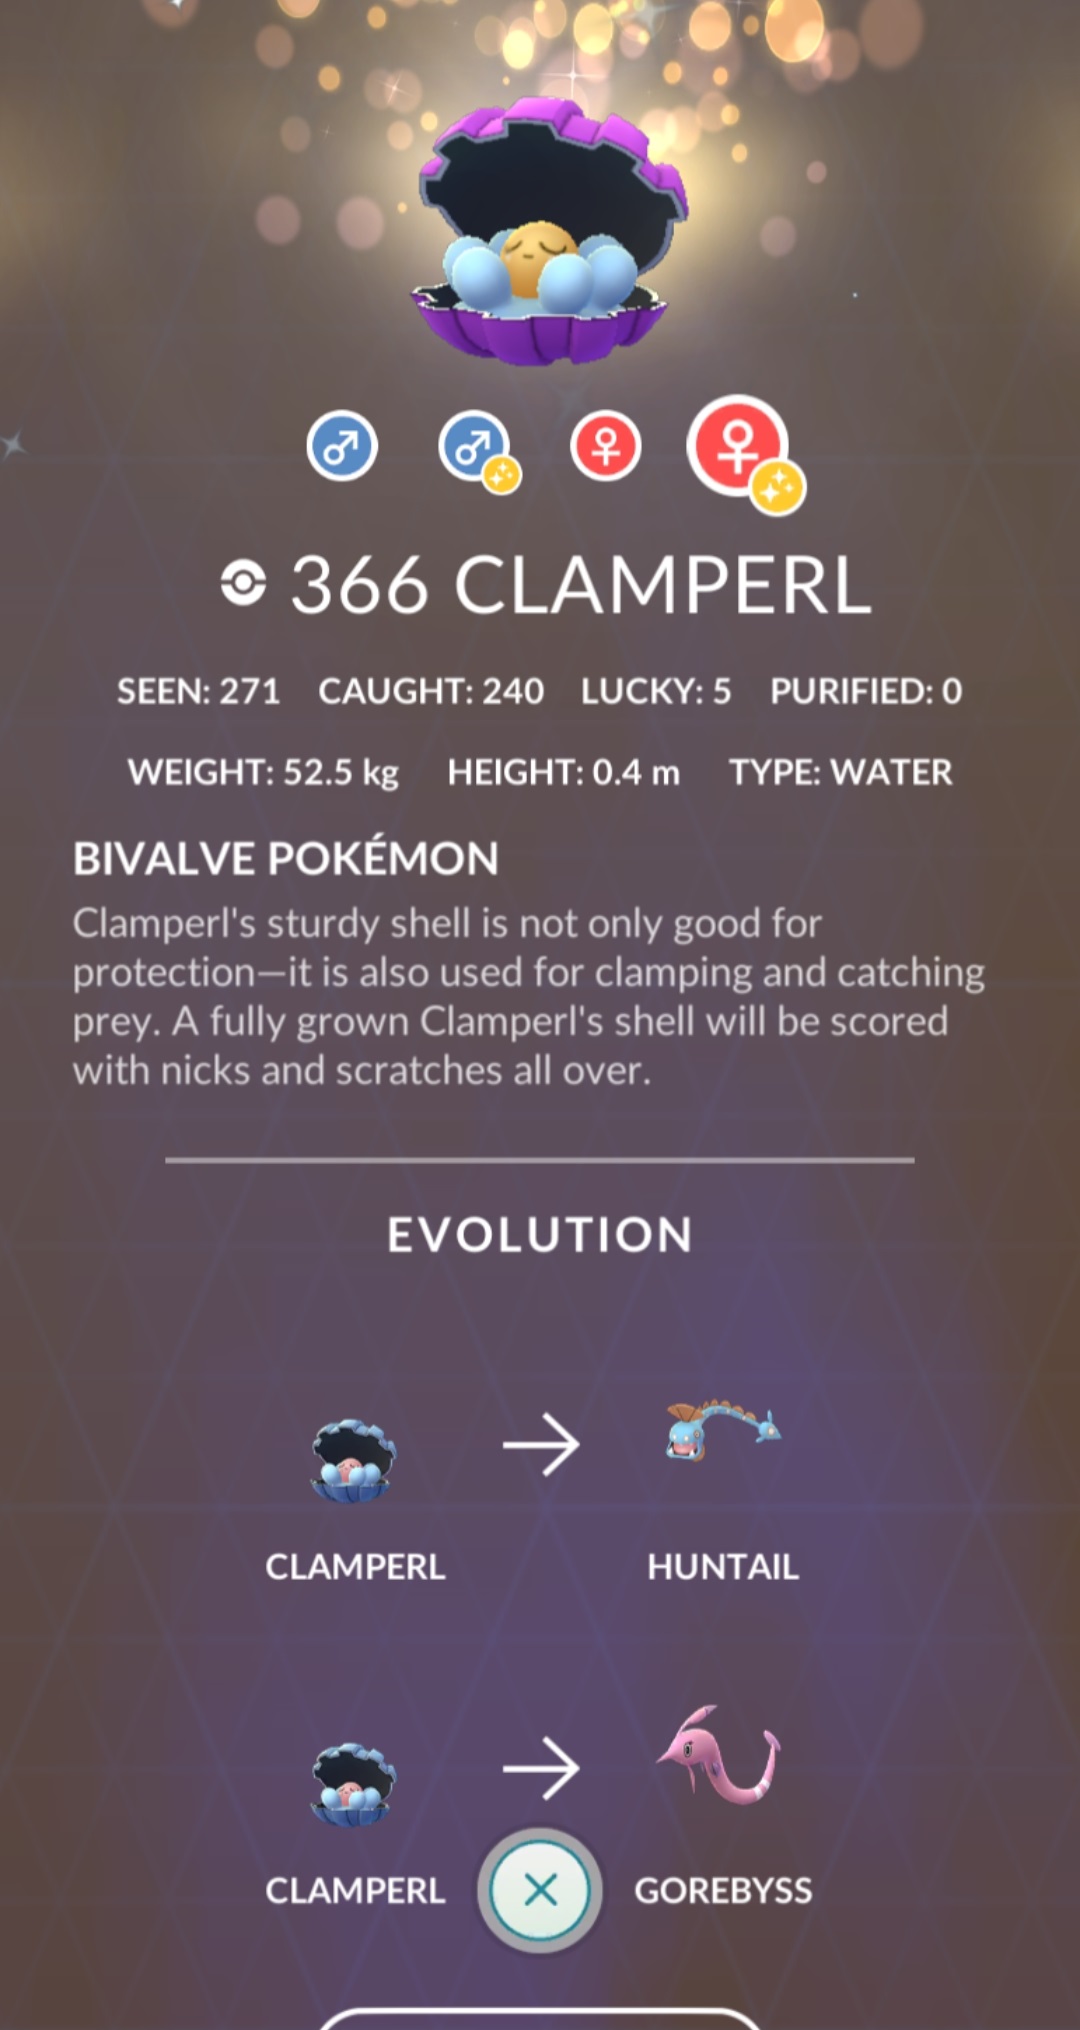 366 CLAMPERL
SEEN: 271 CAUGHT: 240 LUCKY: 5 PURIFIED: 0
WEIGHT: 52.5 kg HEIGHT: 0.4 m TYPE: WATER
BIVALVE POKÉMON
Clamperl's sturdy shell is not only good for
protection—it is also used for clamping and catching
prey. A fully grown Clamperl's shell will be scored
with nicks and scratches all over.
EVOLUTION
CLAMPERL HUNTAIL
CLAMPERL GOREBYSS